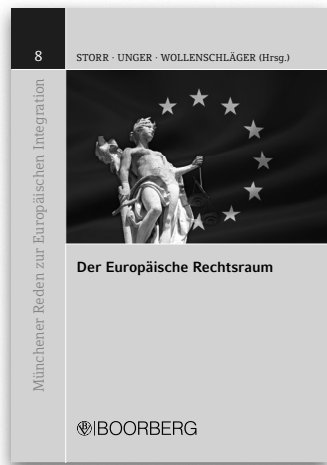 8
STORR · UNGER · WOLLENSCHLÄGER (Hrsg.)
Münchener Reden zur Europäischen Integration
Der Europäische Rechtsraum
BOORBERG